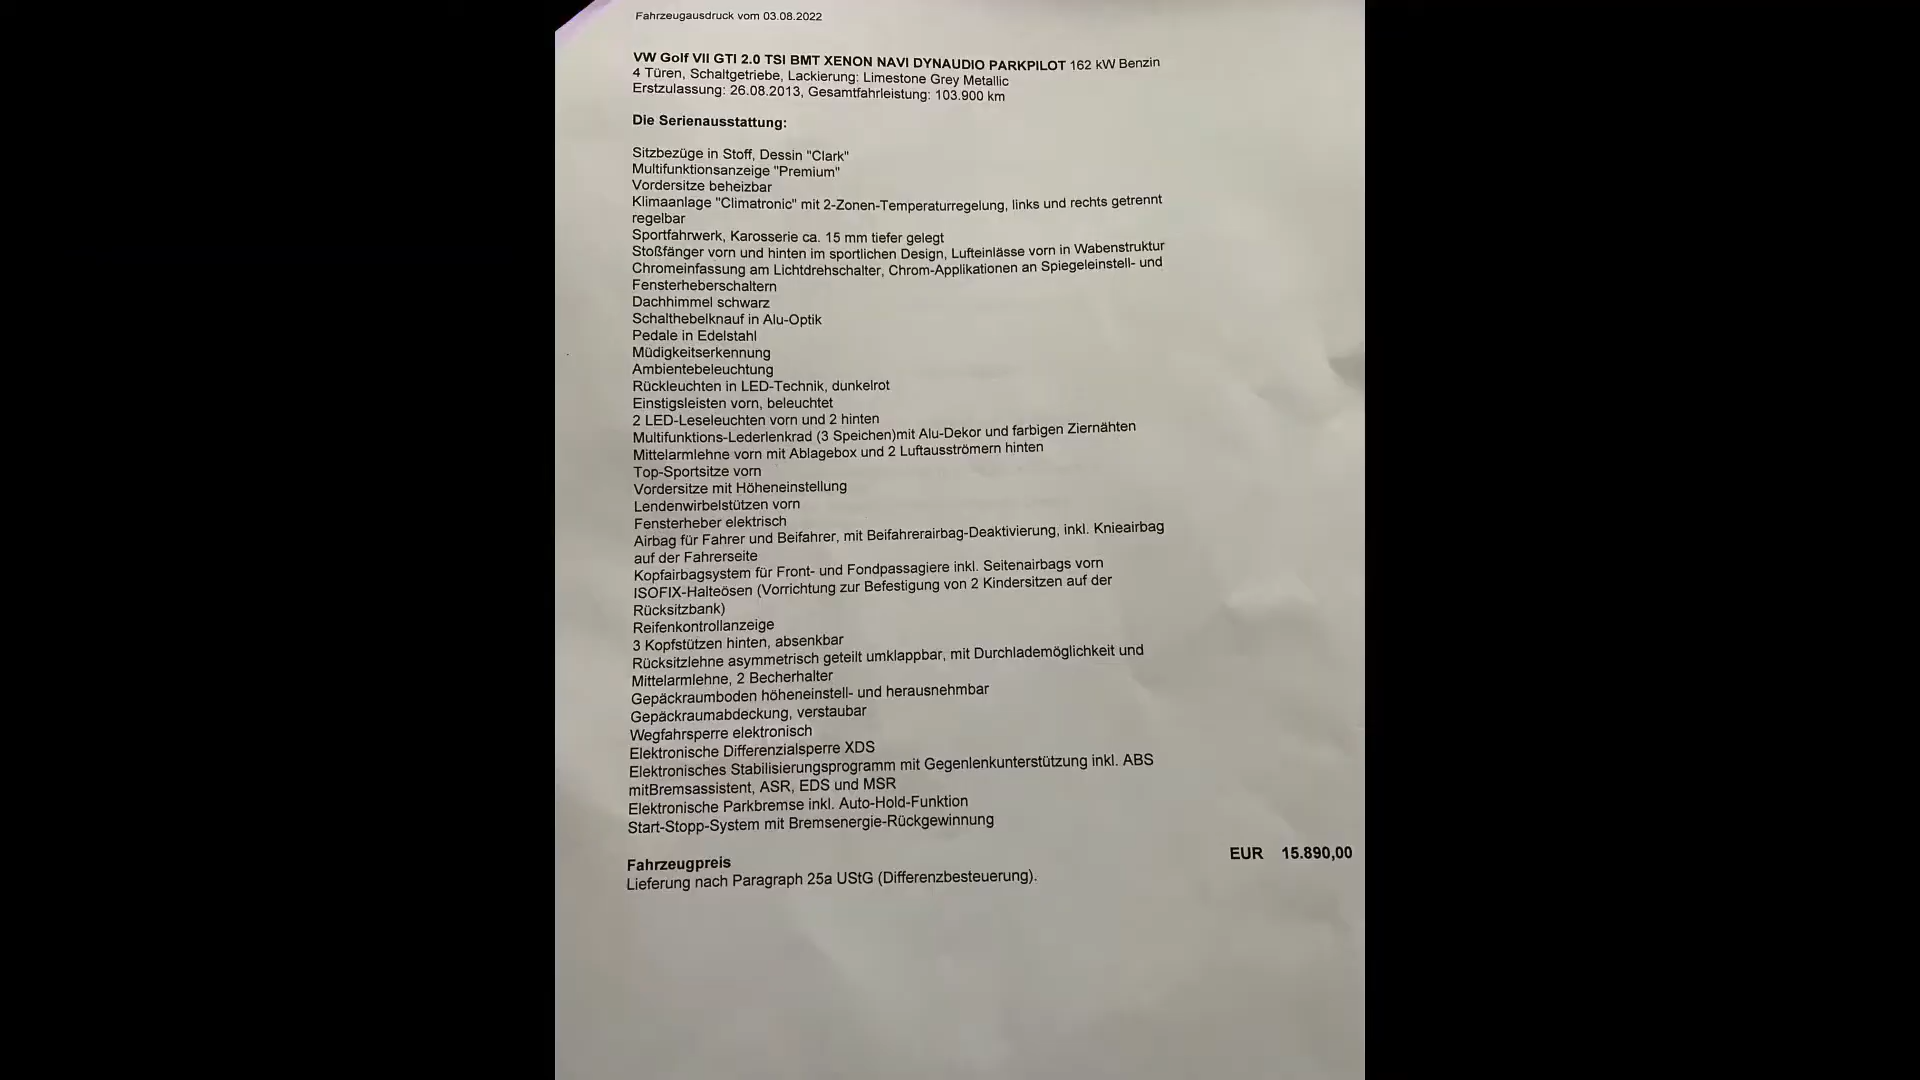 Fahrzeugausdruck vom 03.08.2022
VW Golf VII GTI 2.0 TSI BMT XENON NAVI DYNAUDIO PARKPILOT 162 kW Benzin
4 Türen, Schaltgetriebe, Lackierung: Limestone Grey Metallic
Erstzulassung: 26.08.2013, Gesamtfahrleistung: 103.900 km
Die Serienausstattung:
Sitzbezüge in Stoff, Dessin "Clark"
Multifunktionsanzeige "Premium"
Vordersitze beheizbar
Klimaanlage "Climatronic" mit 2-Zonen-Temperaturregelung, links und rechts getrennt
regelbar
Sportfahrwerk, Karosserie ca. 15 mm tiefer gelegt
Stoßfänger vorn und hinten im sportlichen Design, Lufteinlässe vorn in Wabenstruktur
Chromeinfassung am Lichtdrehschalter, Chrom-Applikationen an Spiegeleinstell- und
Fensterheberschaltern
Dachhimmel schwarz
Schalthebelknauf in Alu-Optik
Pedale in Edelstahl
Müdigkeitserkennung
Ambientebeleuchtung
Rückleuchten in LED-Technik, dunkelrot
Einstigsleisten vorn, beleuchtet
2 LED-Leseleuchten vorn und 2 hinten
Multifunktions-Lederlenkrad (3 Speichen)mit Alu-Dekor und farbigen Ziernähten
Mittelarmlehne vorn mit Ablagebox und 2 Luftausströmern hinten
Top-Sportsitze vorn
Vordersitze mit Höheneinstellung
Lendenwirbelstützen vorn
Fensterheber elektrisch
Airbag für Fahrer und Beifahrer, mit Beifahrerairbag-Deaktivierung, inkl. Knieairbag
auf der Fahrerseite
Kopfairbagsystem für Front- und Fondpassagiere inkl. Seitenairbags vorn
ISOFIX-Halteösen (Vorrichtung zur Befestigung von 2 Kindersitzen auf der
Rücksitzbank)
Reifenkontrollanzeige
3 Kopfstützen hinten, absenkbar
Rücksitzlehne asymmetrisch geteilt umklappbar, mit Durchlademöglichkeit und
Mittelarmlehne, 2 Becherhalter
Gepäckraumboden höheneinstell- und herausnehmbar
Gepäckraumabdeckung, verstaubar
Wegfahrsperre elektronisch
Elektronische Differenzialsperre XDS
Elektronisches Stabilisierungsprogramm mit Gegenlenkunterstützung inkl. ABS
mitBremsassistent, ASR, EDS und MSR
Elektronische Parkbremse inkl. Auto-Hold-Funktion
Start-Stopp-System mit Bremsenergie-Rückgewinnung
Fahrzeugpreis EUR 15.890,00
Lieferung nach Paragraph 25a UStG (Differenzbesteuerung).